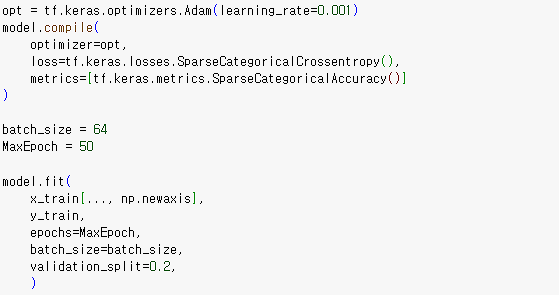 opt = tf.keras.optimizers.Adam(learning_rate=0.001)
model.compile(
    optimizer=opt,
    loss=tf.keras.losses.SparseCategoricalCrossentropy(),
    metrics=[tf.keras.metrics.SparseCategoricalAccuracy()]
)

batch_size = 64
MaxEpoch = 50

model.fit(
    x_train[..., np.newaxis],
    y_train,
    epochs=MaxEpoch,
    batch_size=batch_size,
    validation_split=0.2,
    )